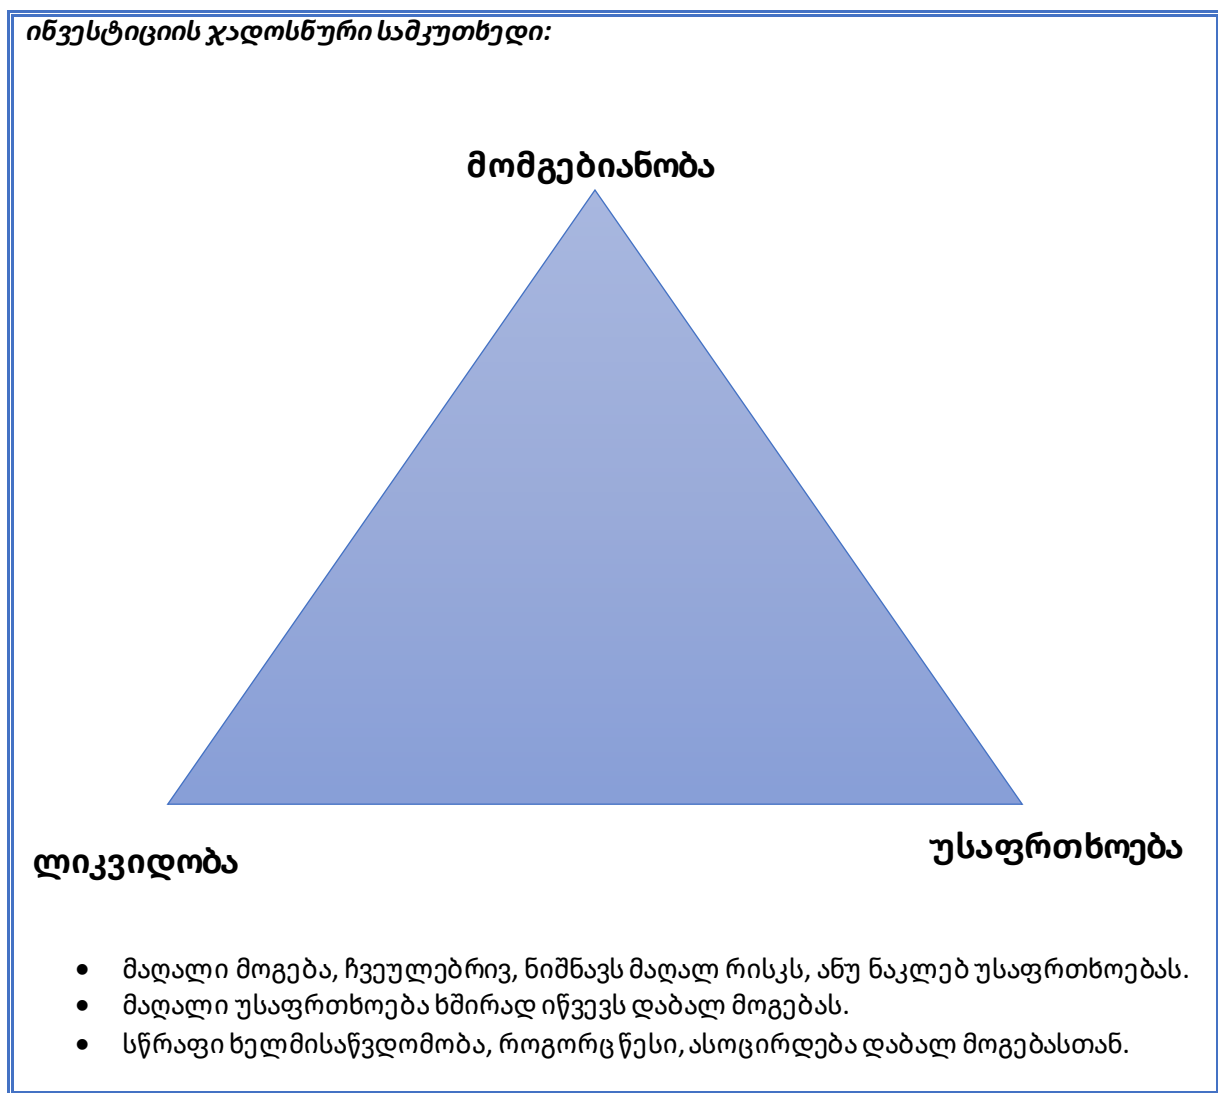 ინვესტიციის ჯადოსნური სამკუთხედი:
მომგებიანობა
ლიკვიდობა
უსაფრთხოება
• მაღალი მოგება, ჩვეულებრივ, ნიშნავს მაღალ რისკს, ანუ ნაკლებ უსაფრთხოებას.
• მაღალი უსაფრთხოება ხშირად იწვევს დაბალ მოგებას.
• სწრაფი ხელმისაწვდომობა, როგორც წესი, ასოცირდება დაბალ მოგებასთან.